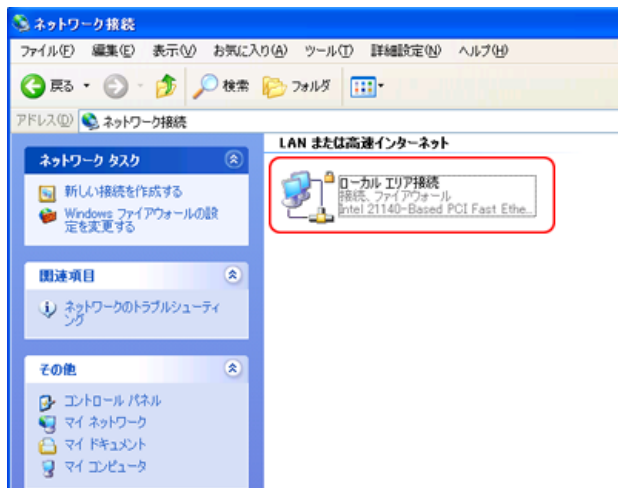 ネットワーク接続
ファイル(F) 編集(E) 表示(V) お気に入り(A) ツール(T) 詳細設定(N) ヘルプ(H)
戻る 検索 フォルダ
アドレス(D) ネットワーク接続
ネットワーク タスク
新しい接続を作成する
Windows ファイアウォールの設
定を変更する
関連項目
ネットワークのトラブルシューティ
ング
その他
コントロール パネル
マイ ネットワーク
マイ ドキュメント
マイ コンピュータ
LAN または高速インターネット
ローカル エリア接続
接続、ファイアウォール
Intel 21140-Based PCI Fast Ethe...